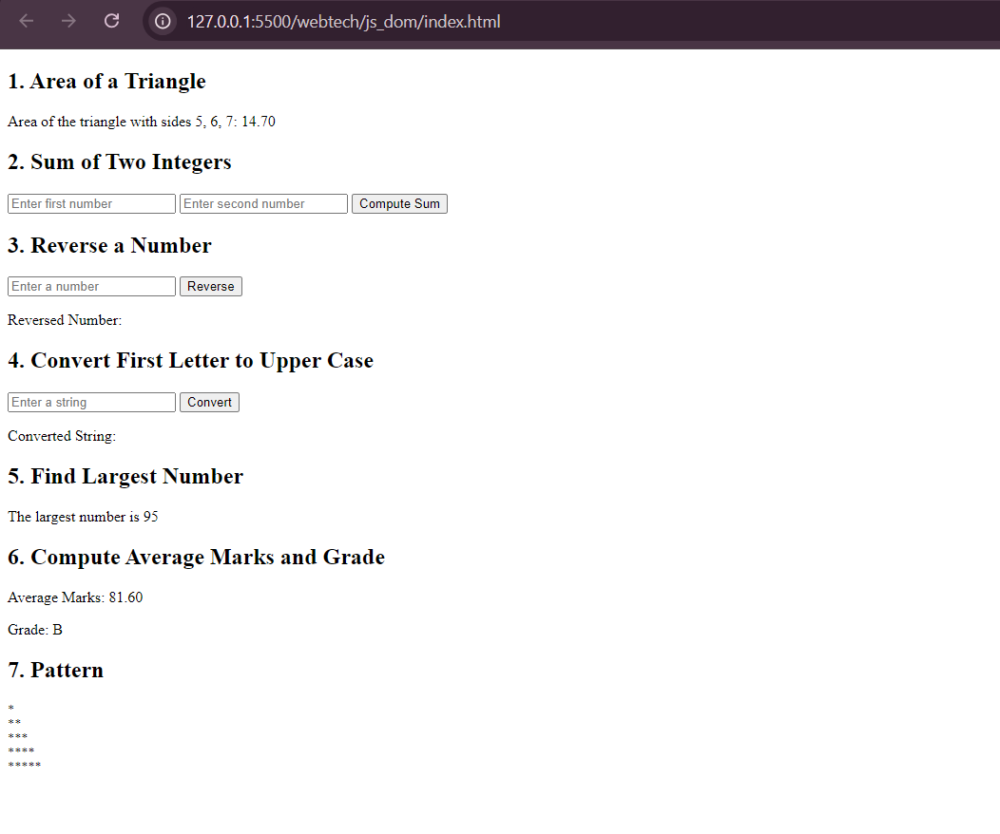 127.0.0.1:5500/webtech/js_dom/index.html
1. Area of a Triangle
Area of the triangle with sides 5, 6, 7: 14.70
2. Sum of Two Integers
Enter first number Enter second number Compute Sum
3. Reverse a Number
Enter a number Reverse
Reversed Number:
4. Convert First Letter to Upper Case
Enter a string Convert
Converted String:
5. Find Largest Number
The largest number is 95
6. Compute Average Marks and Grade
Average Marks: 81.60
Grade: B
7. Pattern
*
**
***
****
*****